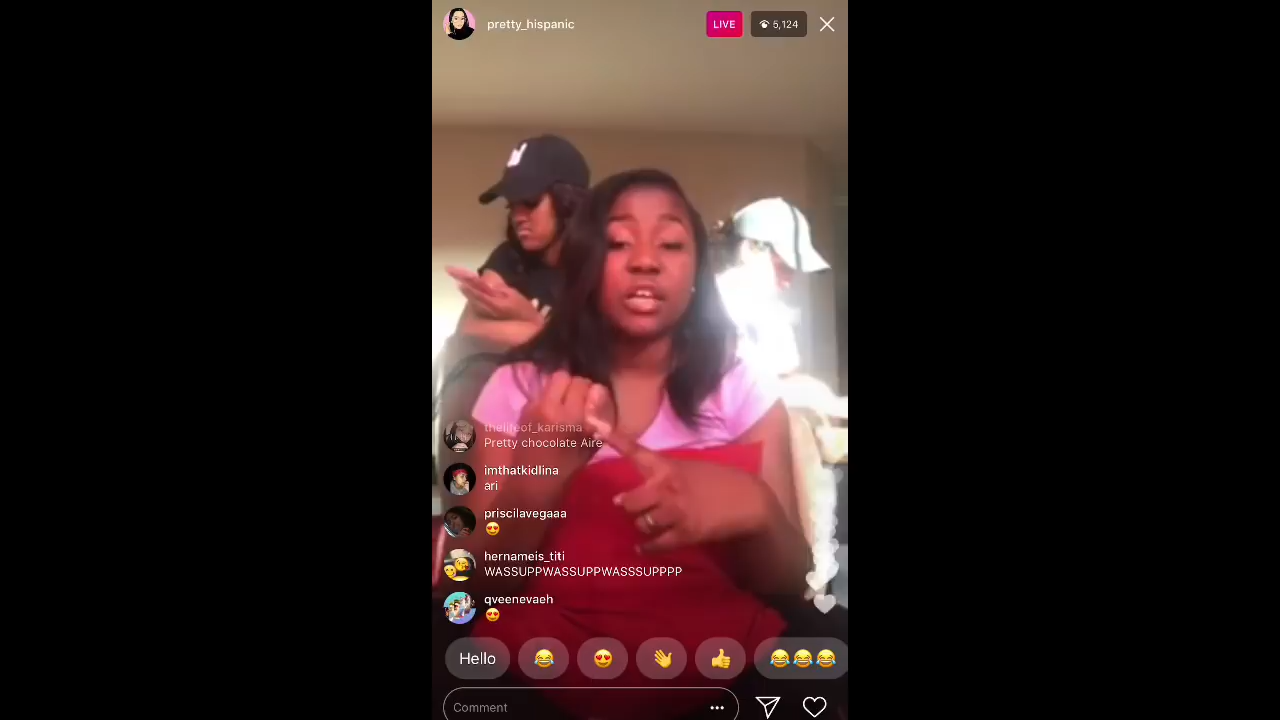 pretty_hispanic
LIVE
5,124
thelifeof_karisma
Pretty chocolate Aire
imthatkidlina
ari
priscilavegaaa
😍
hernameis_titi
WASSUPPWASSUPPWASSSUPPPP
qveenevaeh
😍
Hello 😂 😍 👋 👍 😂😂😂
Comment